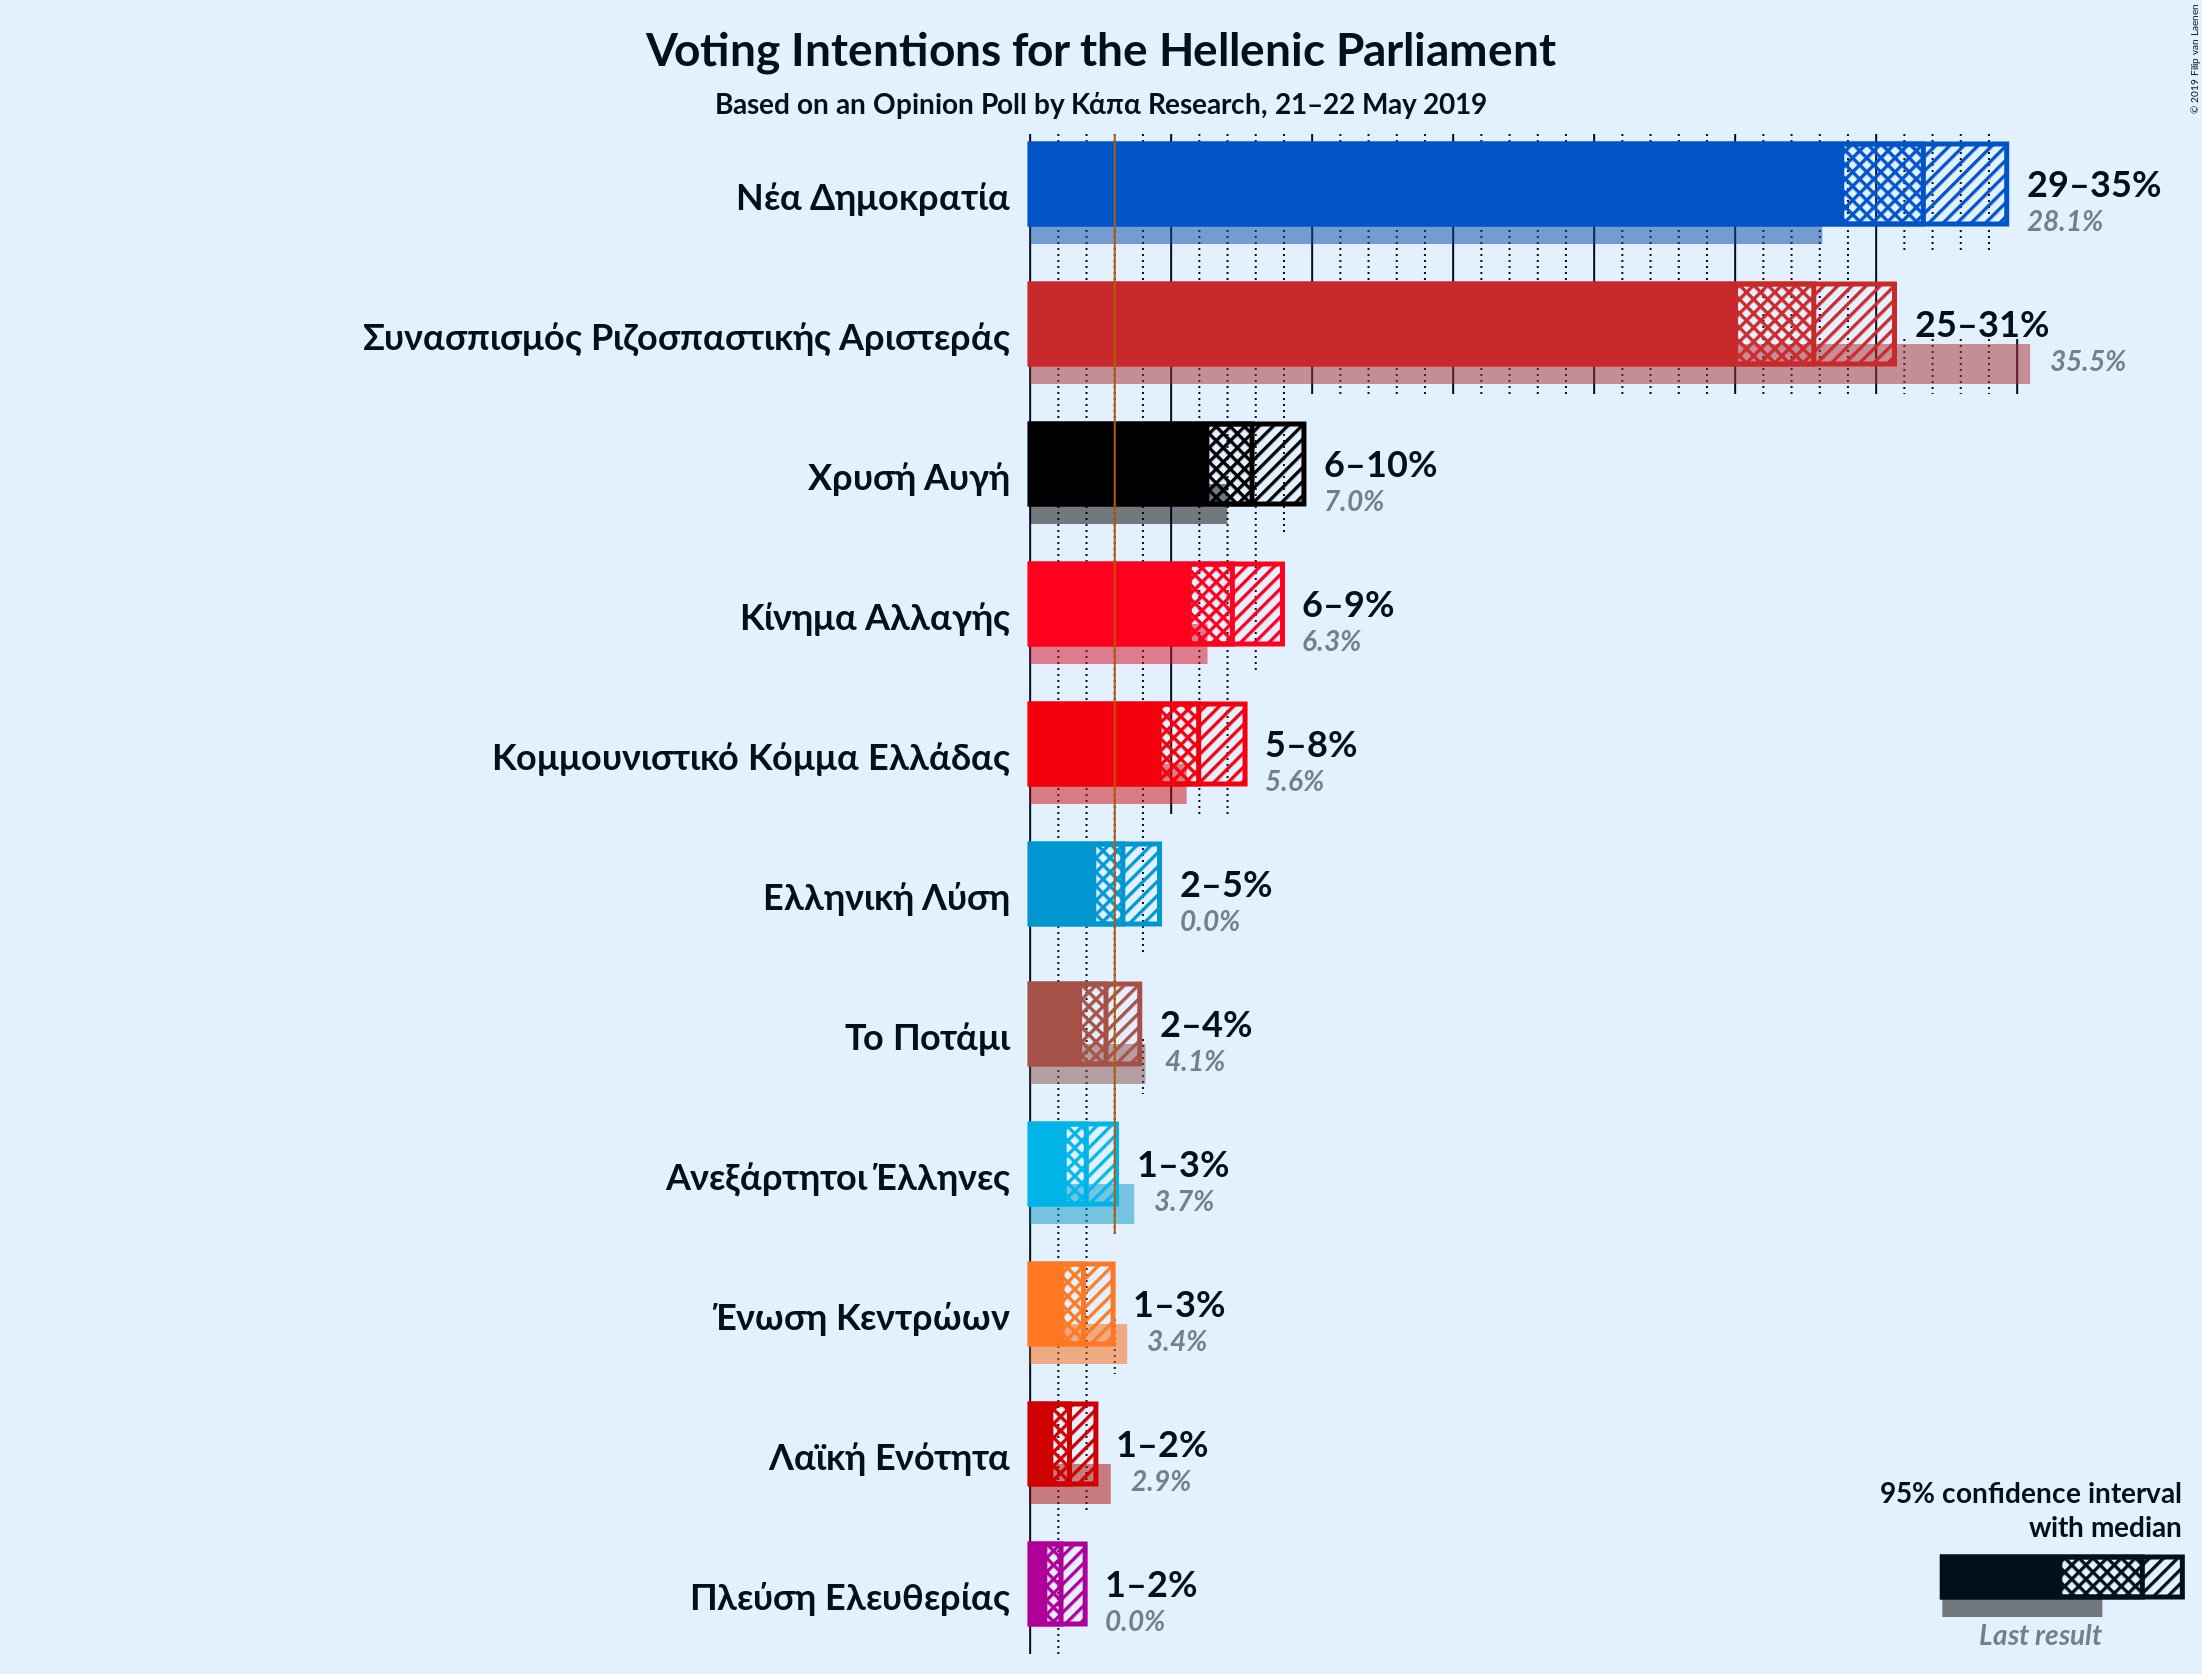 Voting Intentions for the Hellenic Parliament
Based on an Opinion Poll by Κάπα Research, 21–22 May 2019
© 2019 Filip van Laenen
Νέα Δημοκρατία
29–35%
28.1%
Συνασπισμός Ριζοσπαστικής Αριστεράς
25–31%
35.5%
Χρυσή Αυγή
6–10%
7.0%
Κίνημα Αλλαγής
6–9%
6.3%
Κομμουνιστικό Κόμμα Ελλάδας
5–8%
5.6%
Ελληνική Λύση
2–5%
0.0%
Το Ποτάμι
2–4%
4.1%
Ανεξάρτητοι Έλληνες
1–3%
3.7%
Ένωση Κεντρώων
1–3%
3.4%
Λαϊκή Ενότητα
1–2%
2.9%
Πλεύση Ελευθερίας
1–2%
0.0%
95% confidence interval
with median
Last result